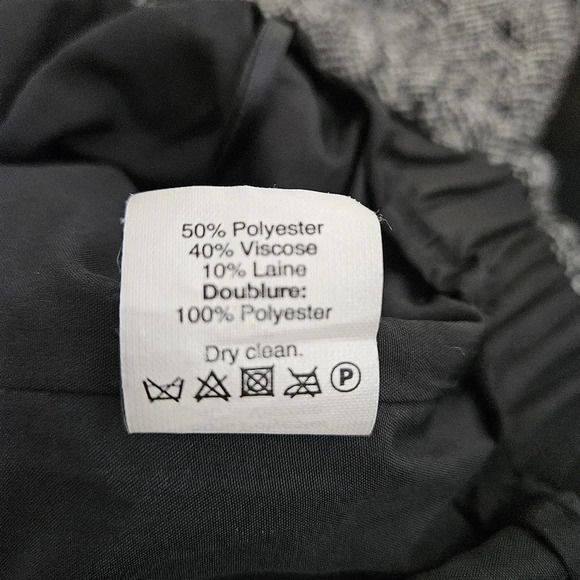 50% Polyester
40% Viscose
10% Laine
Doublure:
100% Polyester
Dry clean.
P